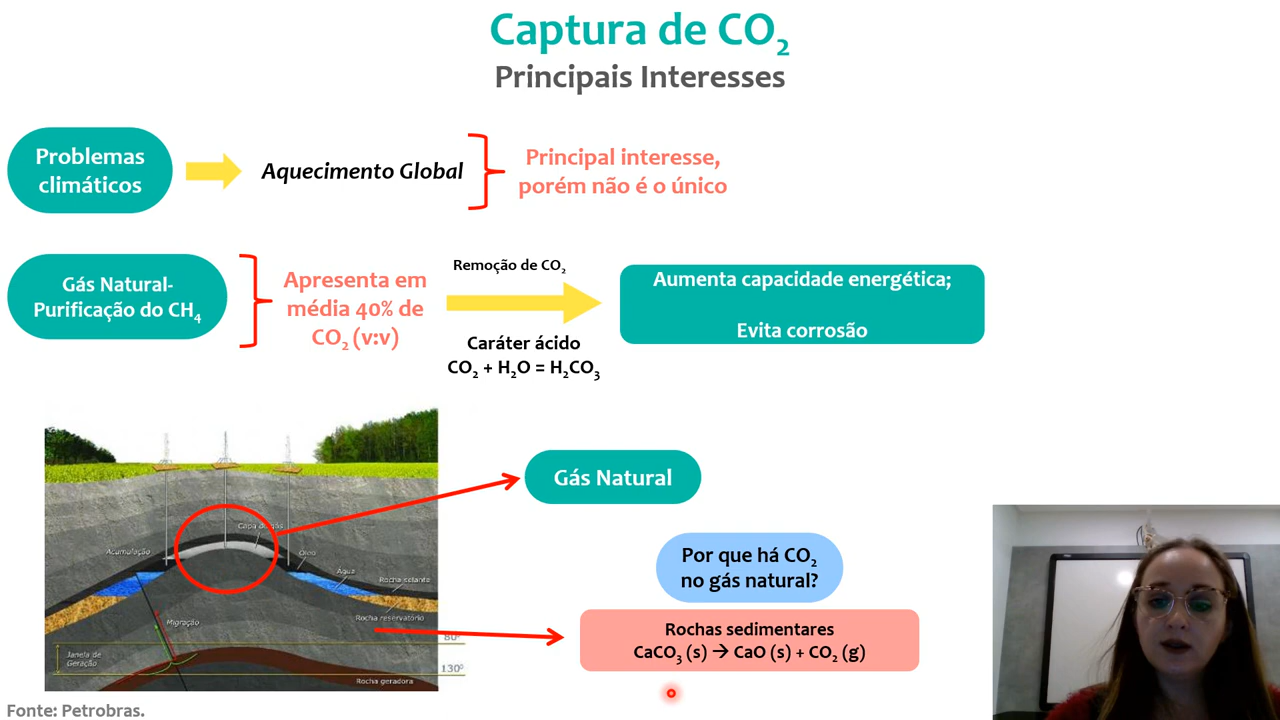 Captura de CO₂
Principais Interesses
Problemas
climáticos
Aquecimento Global
Principal interesse,
porém não é o único
Gás Natural-
Purificação do CH₄
Apresenta em
média 40% de
CO₂ (v:v)
Remoção de CO₂
Caráter ácido
CO₂ + H₂O = H₂CO₃
Aumenta capacidade energética;
Evita corrosão
Gás Natural
Capa de gás
Acumulação
Óleo
Água
Rocha selante
Rocha reservatório
Migração
80º
Janela de
Geração
130º
Rocha geradora
Por que há CO₂
no gás natural?
Rochas sedimentares
CaCO₃ (s) → CaO (s) + CO₂ (g)
Fonte: Petrobras.